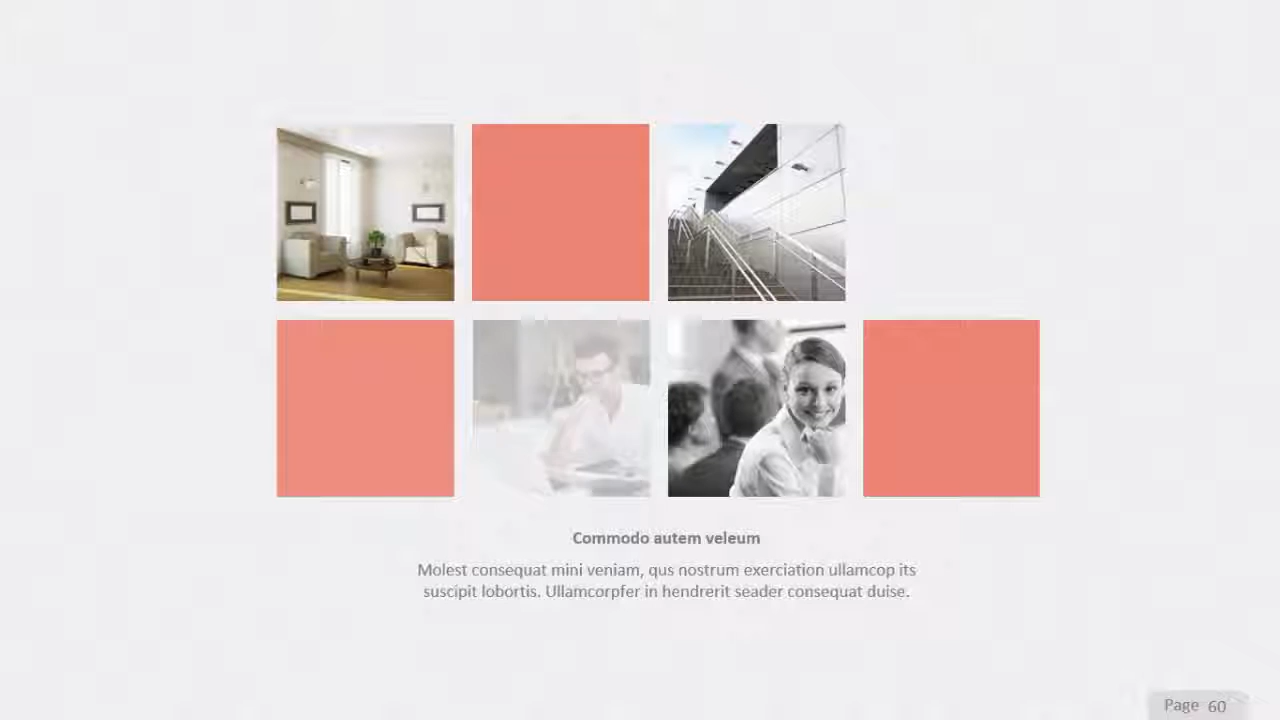 Commodo autem veleum
Molest consequat mini veniam, qus nostrum exerciation ullamcop its
suscipit lobortis. Ullamcorpfer in hendrerit seader consequat duise.
Page 60